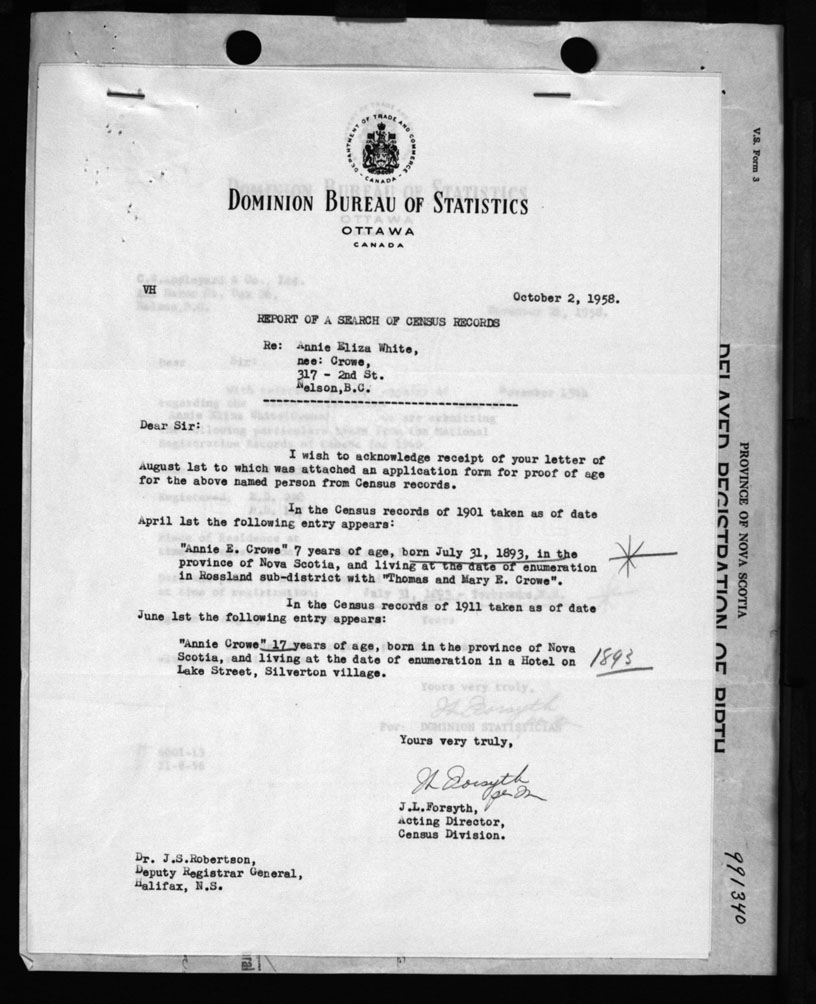 DEPARTMENT OF TRADE AND COMMERCE
CANADA
DOMINION BUREAU OF STATISTICS
OTTAWA
CANADA
VH
October 2, 1958.
REPORT OF A SEARCH OF CENSUS RECORDS
Re: Annie Eliza White,
nee: Crowe,
317 - 2nd St.
Nelson,B.C.
Dear Sir:
I wish to acknowledge receipt of your letter of
August 1st to which was attached an application form for proof of age
for the above named person from Census records.
In the Census records of 1901 taken as of date
April 1st the following entry appears:
"Annie E. Crowe" 7 years of age, born July 31, 1893, in the
province of Nova Scotia, and living at the date of enumeration
in Rossland sub-district with "Thomas and Mary E. Crowe".
In the Census records of 1911 taken as of date
June 1st the following entry appears:
"Annie Crowe" 17 years of age, born in the province of Nova
Scotia, and living at the date of enumeration in a Hotel on
Lake Street, Silverton village.
1893
Yours very truly,
JL Forsyth
J.L.Forsyth,
Acting Director,
Census Division.
Dr. J.S.Robertson,
Deputy Registrar General,
Halifax, N.S.
V.S. Form 3
PROVINCE OF NOVA SCOTIA
DELAYED REGISTRATION OF BIRTH
991340